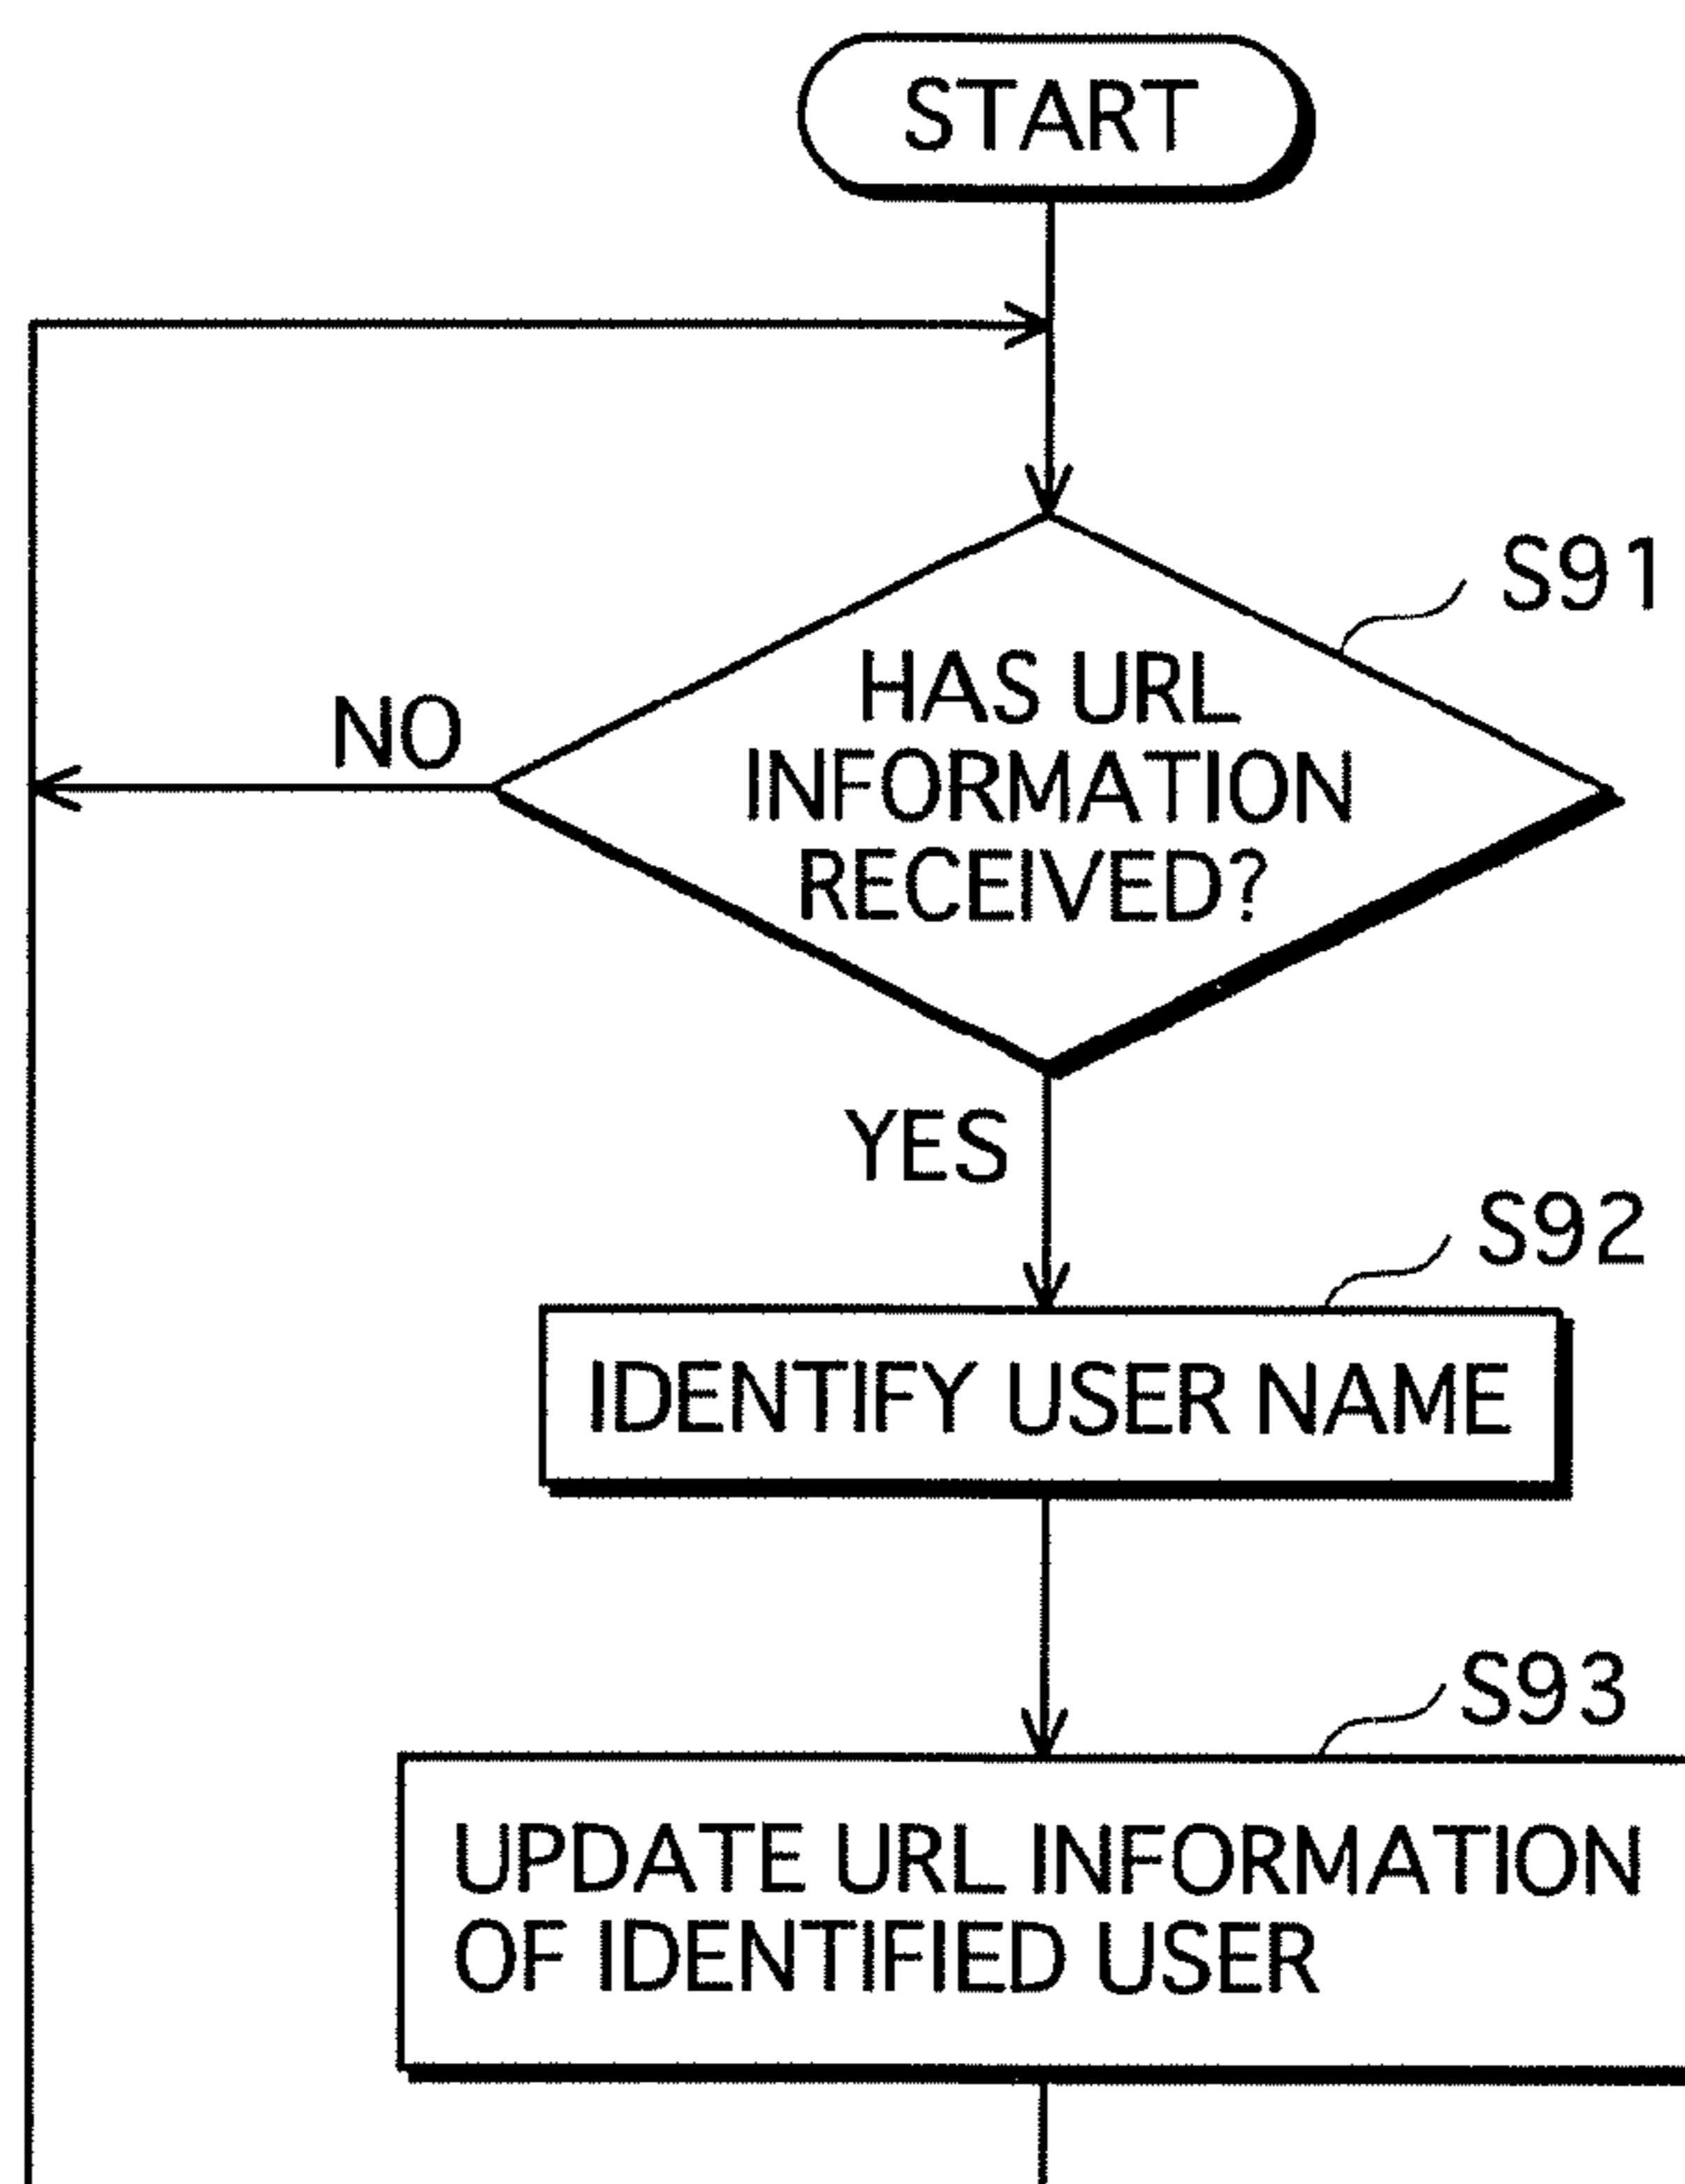 START
S91
HAS URL
INFORMATION
RECEIVED?
NO
YES
S92
IDENTIFY USER NAME
S93
UPDATE URL INFORMATION
OF IDENTIFIED USER